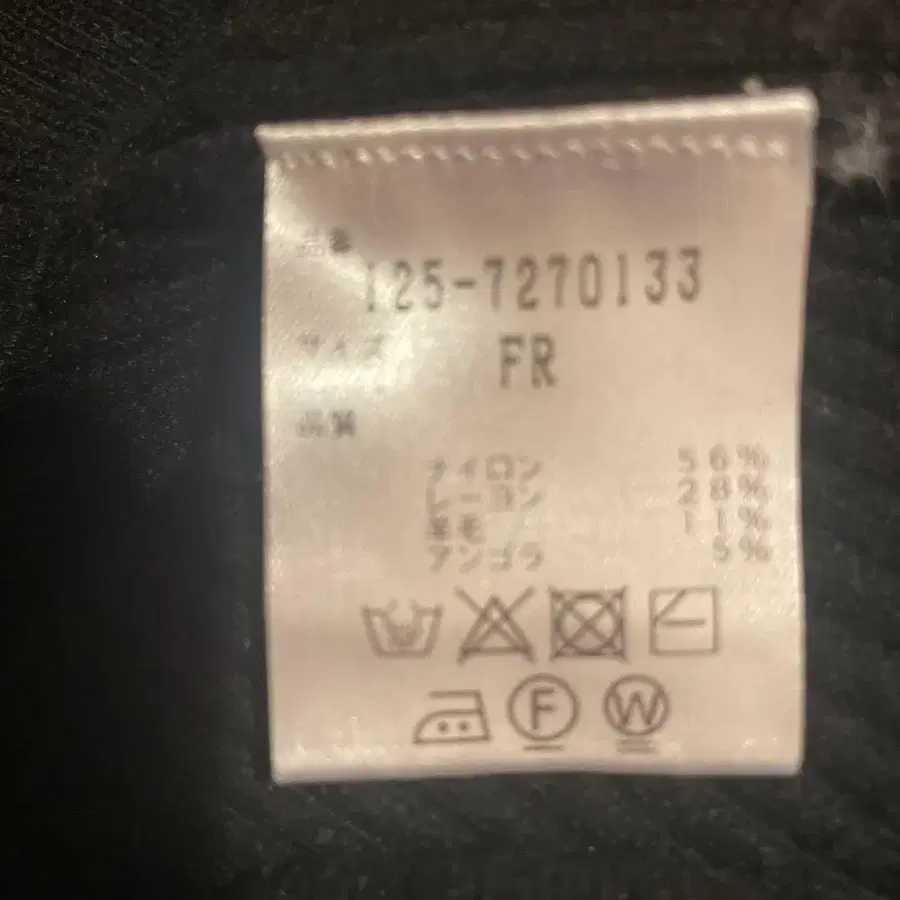 品番
125-7270133
サイズ FR
品質
ナイロン 56%
レーヨン 28%
羊毛 11%
アンゴラ 5%
F W